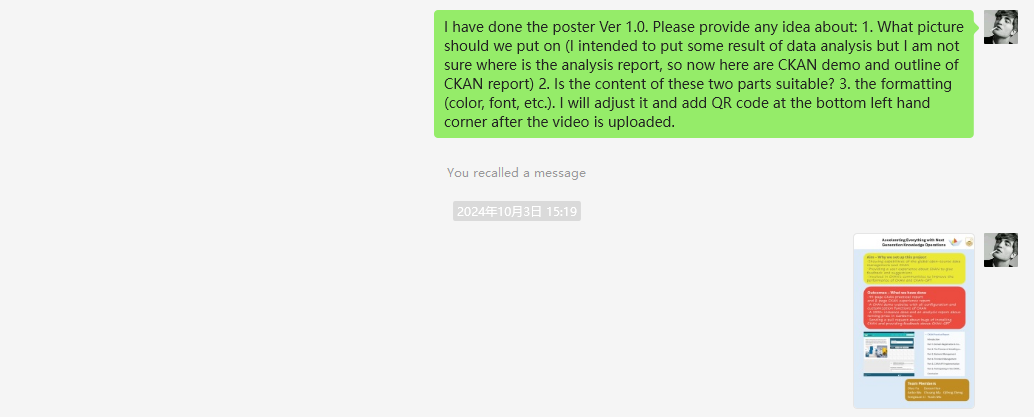 I have done the poster Ver 1.0. Please provide any idea about: 1. What picture
should we put on (I intended to put some result of data analysis but I am not
sure where is the analysis report, so now here are CKAN demo and outline of
CKAN report) 2. Is the content of these two parts suitable? 3. the formatting
(color, font, etc.). I will adjust it and add QR code at the bottom left hand
corner after the video is uploaded.
You recalled a message
2024年10月3日 15:19
Accelerating Everything with Next
Generation Knowledge Operations
Aim - Why we set up this project
Outcomes - What we have done
Team Members